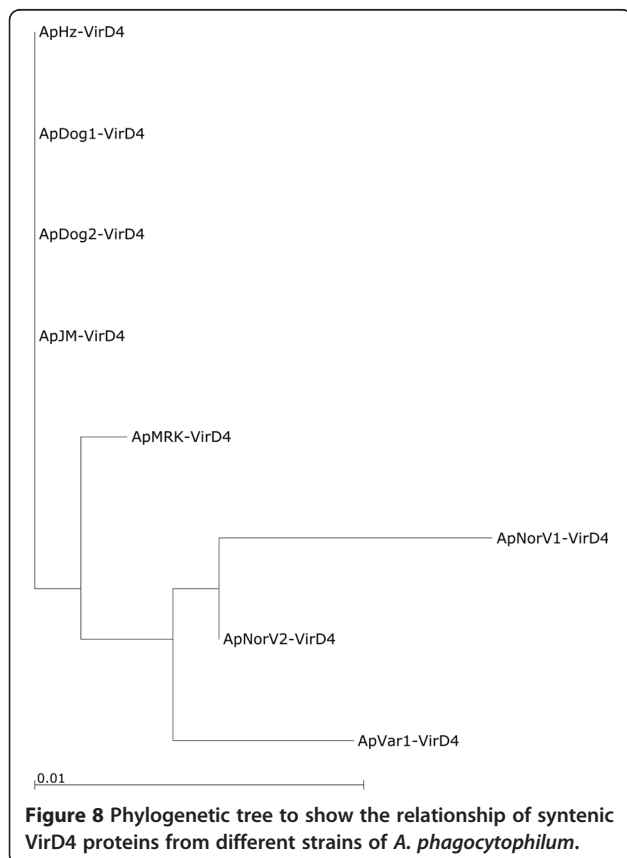 ApHz-VirD4
ApDog1-VirD4
ApDog2-VirD4
ApJM-VirD4
ApMRK-VirD4
ApNorV1-VirD4
ApNorV2-VirD4
ApVar1-VirD4
0.01
Figure 8 Phylogenetic tree to show the relationship of syntenic
VirD4 proteins from different strains of A. phagocytophilum.